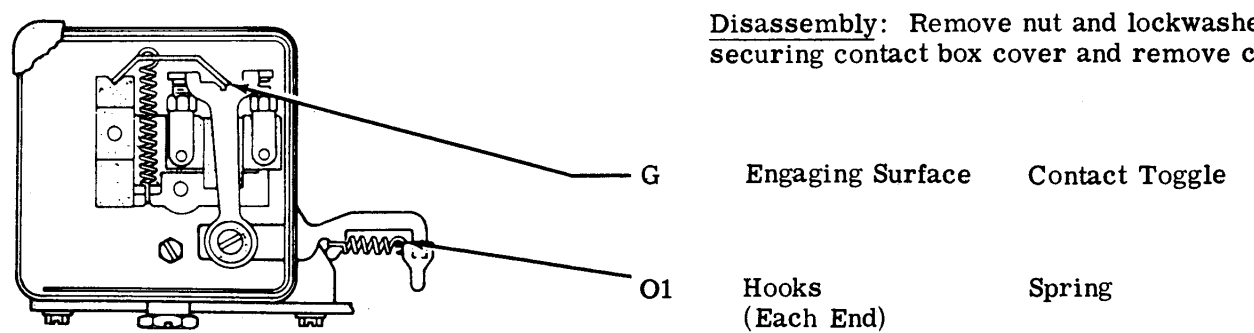 Disassembly: Remove nut and lockwashe
securing contact box cover and remove c
G Engaging Surface Contact Toggle
O1 Hooks Spring
(Each End)